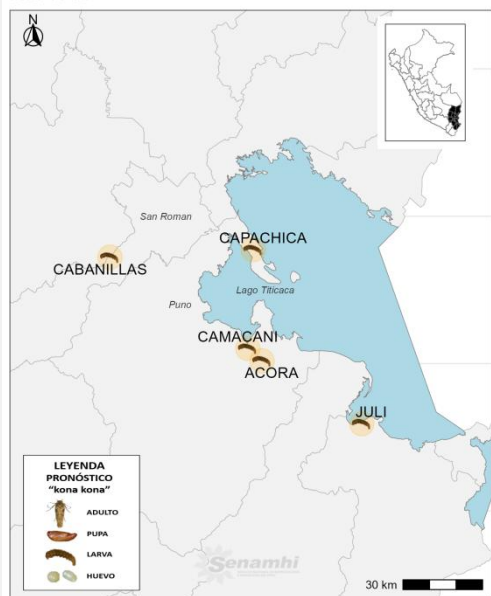 N
San Roman
CAPACHICA
CABANILLAS
Lago Titicaca
Puno
CAMACANI
ACORA
JULI
LEYENDA
PRONÓSTICO
"kona kona"
ADULTO
PUPA
LARVA
HUEVO
Senamhi
30 km